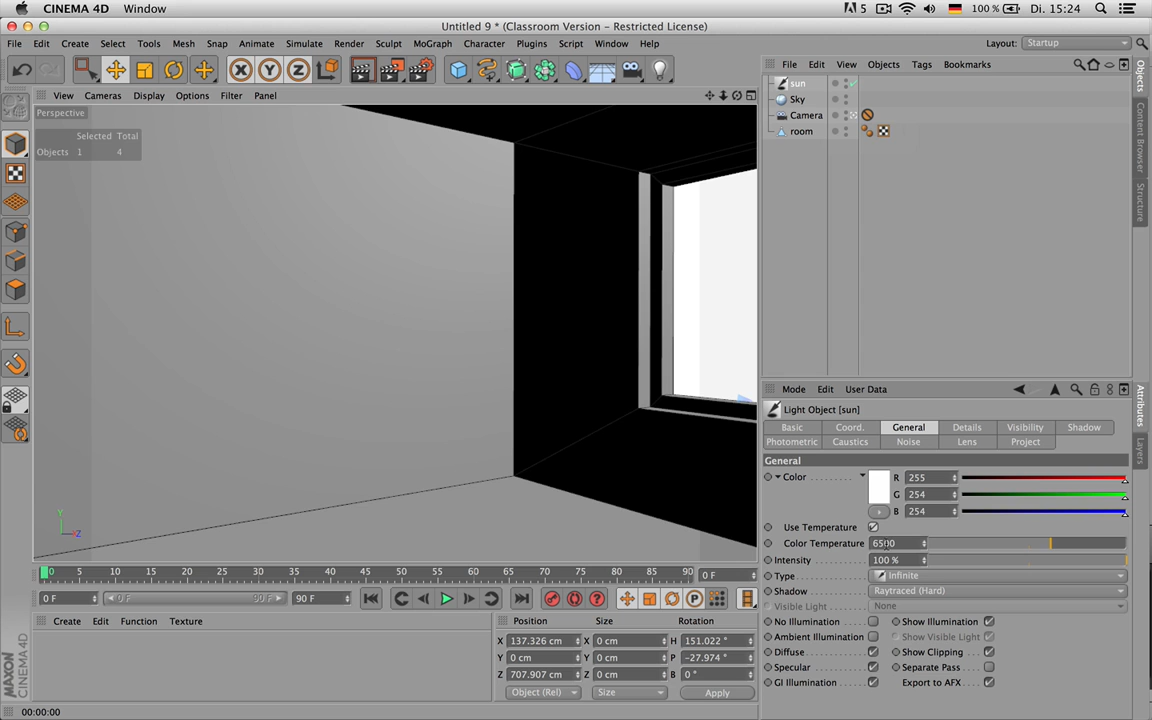 CINEMA 4D Window 5 100 % Di. 15:24
Untitled 9 * (Classroom Version - Restricted License)
File Edit Create Select Tools Mesh Snap Animate Simulate Render Sculpt MoGraph Character Plugins Script Window Help Layout: Startup
X Y Z
File Edit View Objects Tags Bookmarks
View Cameras Display Options Filter Panel
Perspective
Selected Total
Objects 1 4
sun
Sky
Camera
room
Objects
Content Browser
Structure
Attributes
Layers
Mode Edit User Data
Light Object [sun]
Basic Coord. General Details Visibility Shadow
Photometric Caustics Noise Lens Project
General
Color R 255
G 254
B 254
Use Temperature
Color Temperature 6500
Intensity 100 %
Type Infinite
Shadow Raytraced (Hard)
Visible Light None
No Illumination Show Illumination
Ambient Illumination Show Visible Light
Diffuse Show Clipping
Specular Separate Pass
GI Illumination Export to AFX
Y
Z
0 5 10 15 20 25 30 35 40 45 50 55 60 65 70 75 80 85 90 0 F
0 F 0 F 90 F 90 F P
Create Edit Function Texture
Position Size Rotation
X 137.326 cm X 0 cm H 151.022 °
Y 0 cm Y 0 cm P -27.974 °
Z 707.907 cm Z 0 cm B 0 °
Object (Rel) Size Apply
MAXON CINEMA 4D
00:00:00